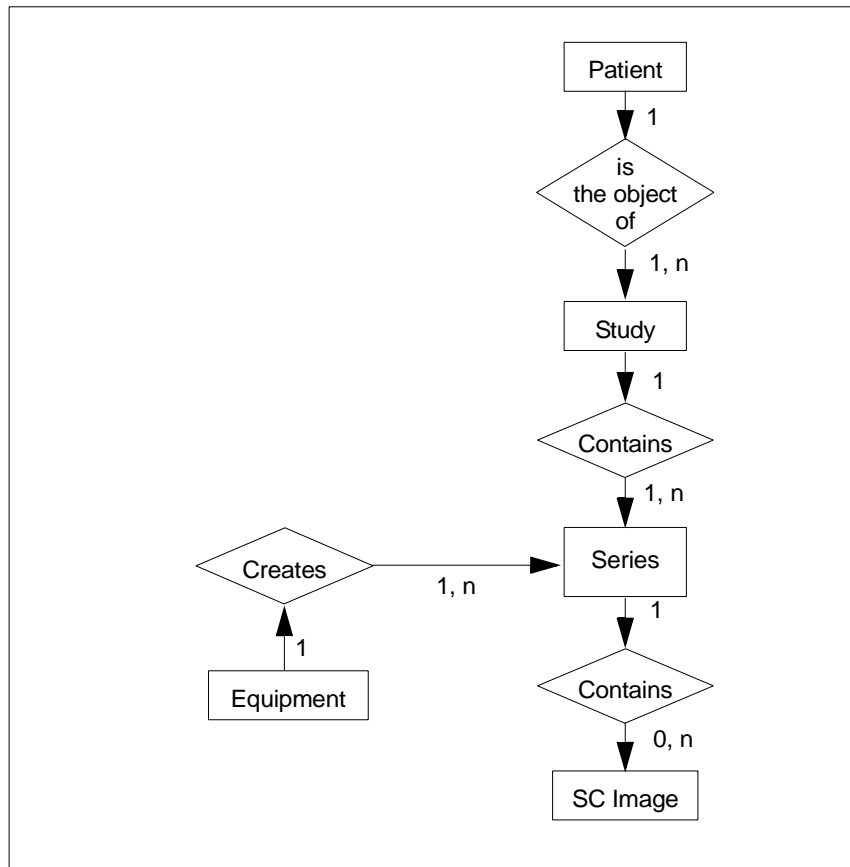 Patient
1
is
the object
of
1, n
Study
1
Contains
1, n
Series
Creates
1, n
1
1
Equipment
Contains
0, n
SC Image